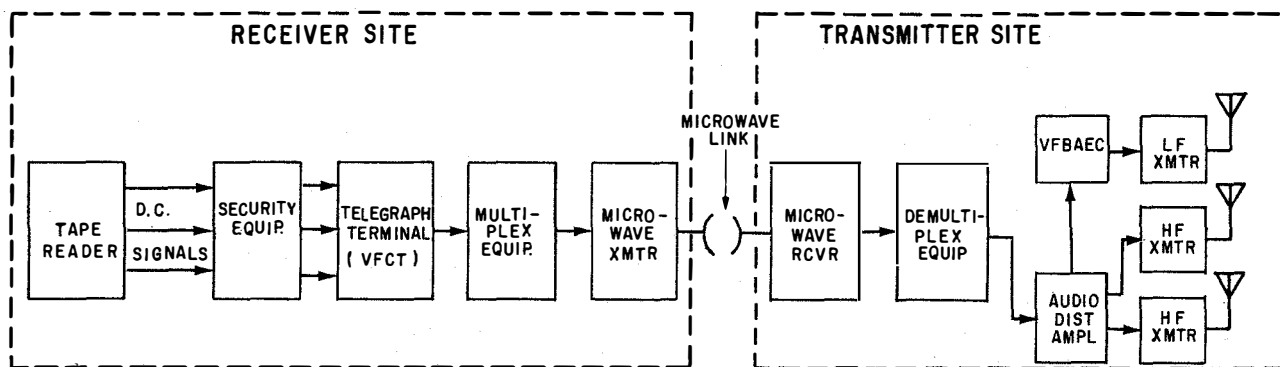 RECEIVER SITE
TRANSMITTER SITE
MICROWAVE
LINK
TAPE
READER
D.C.
SIGNALS
SECURITY
EQUIP.
TELEGRAPH
TERMINAL
(VFCT)
MULTI-
PLEX
EQUIP.
MICRO-
WAVE
XMTR
MICRO-
WAVE
RCVR
DEMULTI-
PLEX
EQUIP
VFBAEC
LF
XMTR
HF
XMTR
AUDIO
DIST
AMPL
HF
XMTR